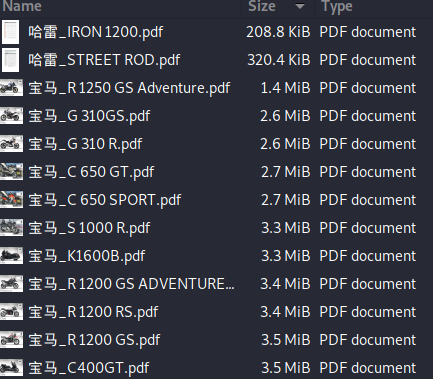 Name Size Type
哈雷_IRON 1200.pdf 208.8 KiB PDF document
哈雷_STREET ROD.pdf 320.4 KiB PDF document
宝马_R 1250 GS Adventure.pdf 1.4 MiB PDF document
宝马_G 310GS.pdf 2.6 MiB PDF document
宝马_G 310 R.pdf 2.6 MiB PDF document
宝马_C 650 GT.pdf 2.7 MiB PDF document
宝马_C 650 SPORT.pdf 2.7 MiB PDF document
宝马_S 1000 R.pdf 3.3 MiB PDF document
宝马_K1600B.pdf 3.3 MiB PDF document
宝马_R 1200 GS ADVENTURE... 3.4 MiB PDF document
宝马_R 1200 RS.pdf 3.4 MiB PDF document
宝马_R 1200 GS.pdf 3.5 MiB PDF document
宝马_C400GT.pdf 3.5 MiB PDF document